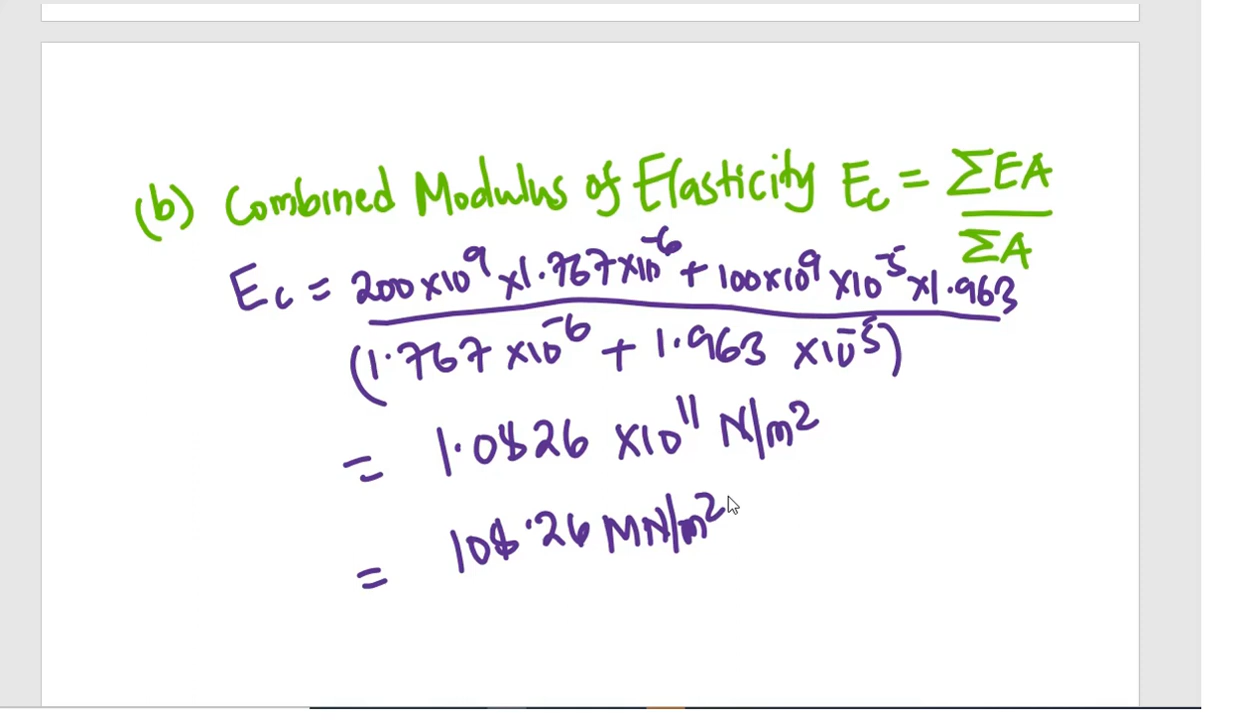 (b) Combined Modulus of Elasticity Ec = ΣEA / ΣA
Ec = 200×10⁹ ×1.767×10⁻⁶ + 100×10⁹ ×10⁻⁵ ×1.963
(1.767 ×10⁻⁶ + 1.963 ×10⁻⁵)
= 1.0826 ×10¹¹ N/m²
= 108.26 MN/m²